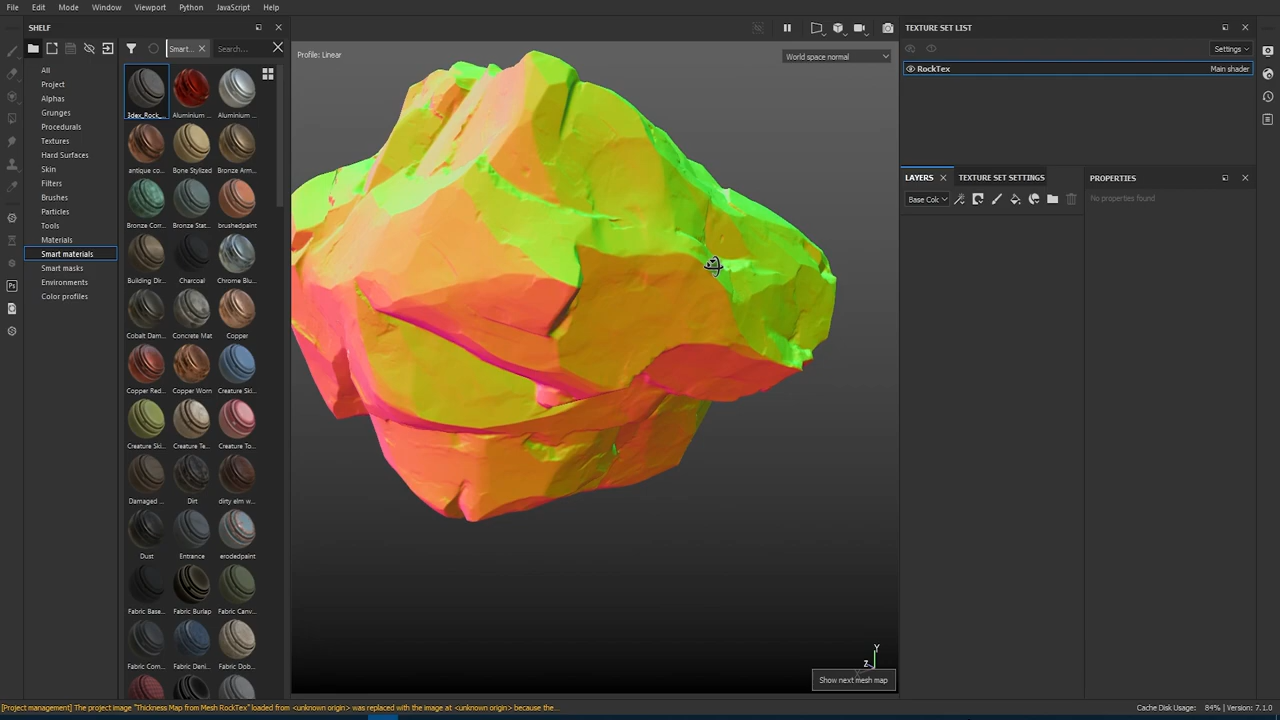 File Edit Mode Window Viewport Python JavaScript Help
SHELF
Smart... Search...
All
Project
Alphas
Grunges
Procedurals
Textures
Hard Surfaces
Skin
Filters
Brushes
Particles
Tools
Materials
Smart materials
Smart masks
Environments
Color profiles
3dex_Rock_... Aluminium ... Aluminium ...
antique co... Bone Stylized Bronze Arm...
Bronze Corr... Bronze Stat... brushedpaint
Building Dir... Charcoal Chrome Blu...
Cobalt Dam... Concrete Mat Copper
Copper Red... Copper Worn Creature Ski...
Creature Ski... Creature Te... Creature To...
Damaged ... Dirt dirty elm w...
Dust Entrance erodedpaint
Fabric Base... Fabric Burlap Fabric Canv...
Fabric Com... Fabric Deni... Fabric Dob...
Profile: Linear
World space normal
Y
Z
Show next mesh map
TEXTURE SET LIST
Settings
RockTex Main shader
LAYERS TEXTURE SET SETTINGS
Base Colc
PROPERTIES
No properties found
[Project management] The project image "Thickness Map from Mesh RockTex" loaded from <unknown origin> was replaced with the image at <unknown origin> because the...
Cache Disk Usage: 84% | Version: 7.1.0